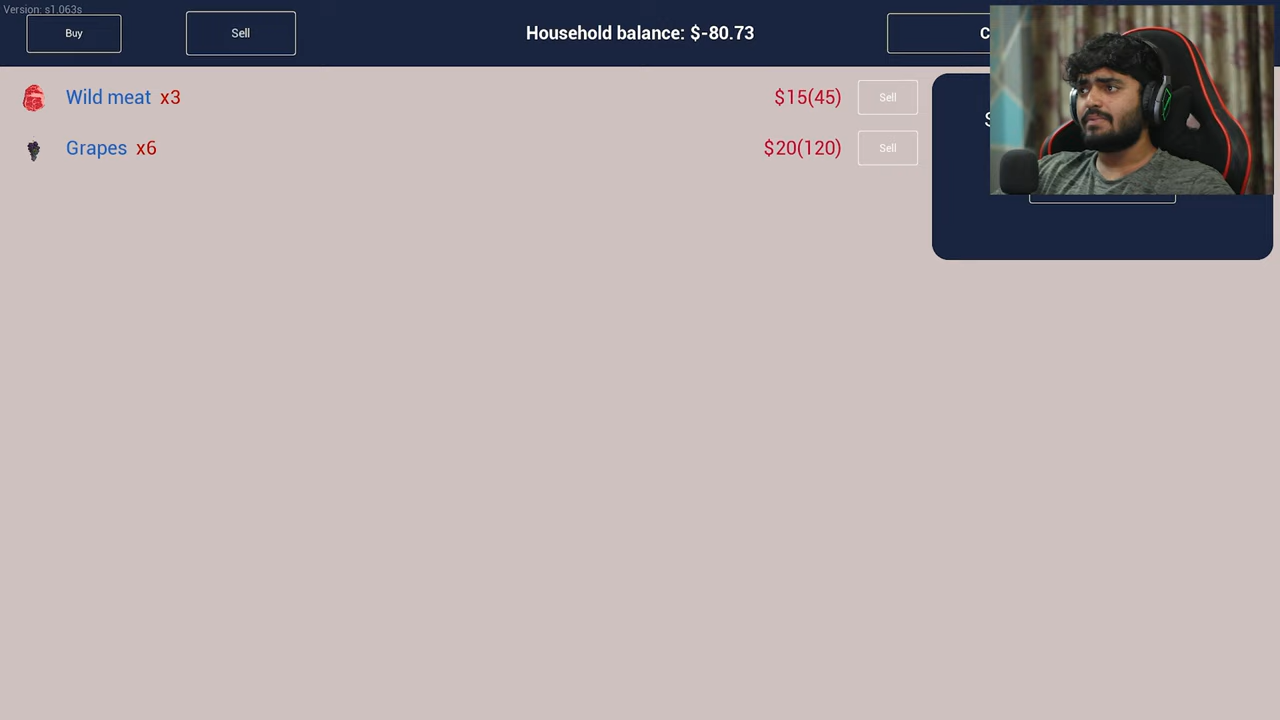 Version: s1.063s
Buy
Sell
Household balance: $-80.73
Wild meat x3
$15(45)
Sell
Grapes x6
$20(120)
Sell